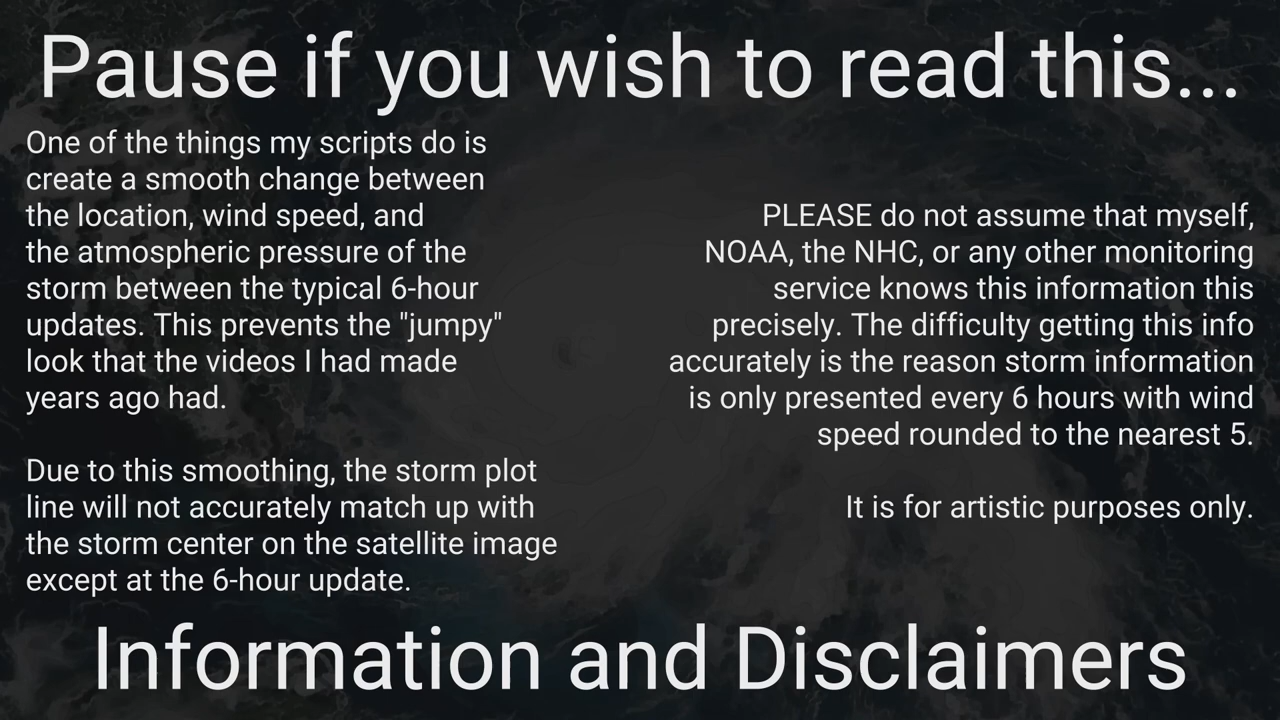 Pause if you wish to read this...
One of the things my scripts do is
create a smooth change between
the location, wind speed, and
the atmospheric pressure of the
storm between the typical 6-hour
updates. This prevents the "jumpy"
look that the videos I had made
years ago had.
Due to this smoothing, the storm plot
line will not accurately match up with
the storm center on the satellite image
except at the 6-hour update.
PLEASE do not assume that myself,
NOAA, the NHC, or any other monitoring
service knows this information this
precisely. The difficulty getting this info
accurately is the reason storm information
is only presented every 6 hours with wind
speed rounded to the nearest 5.
It is for artistic purposes only.
Information and Disclaimers